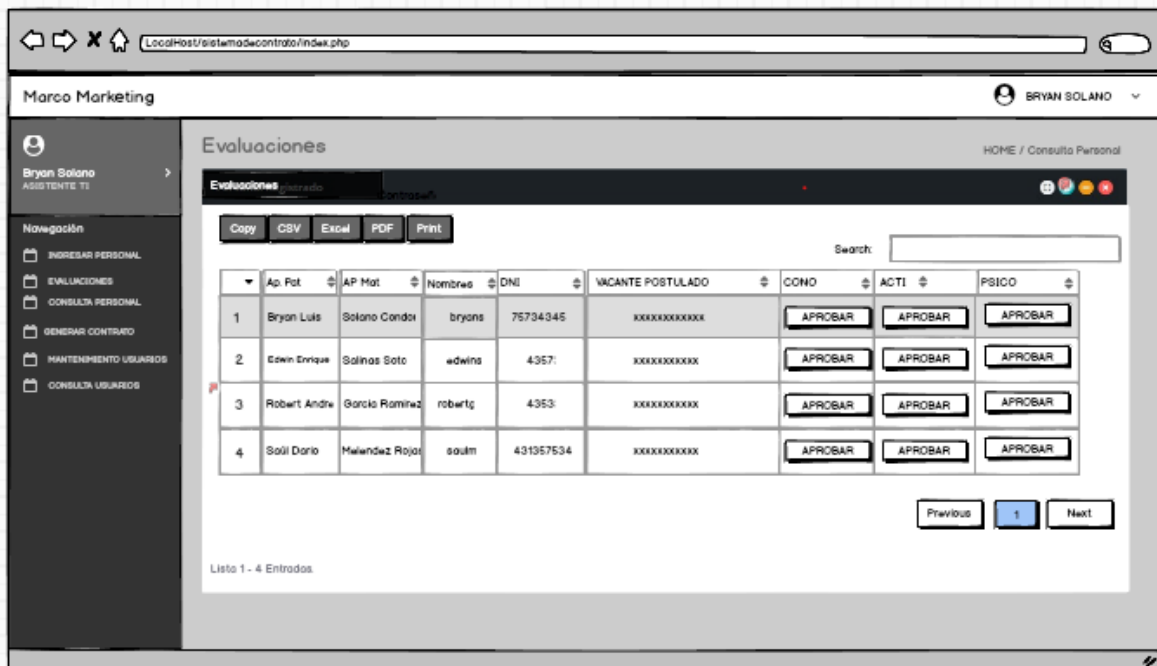 LocalHost/sistemadecontrato/index.php
Marco Marketing
BRYAN SOLANO
Bryan Solano
ASISTENTE TI
Navegación
INGRESAR PERSONAL
EVALUACIONES
CONSULTA PERSONAL
GENERAR CONTRATO
MANTENIMIENTO USUARIOS
CONSULTA USUARIOS
Evaluaciones
HOME / Consulta Personal
Evaluaciones
Copy CSV Excel PDF Print
Search:
Ap. Pat AP Mat Nombres DNI VACANTE POSTULADO CONO ACTI PSICO
1 Bryan Luis Solano Condor bryans 75734345 xxxxxxxxxxxx APROBAR APROBAR APROBAR
2 Edwin Enrique Salinas Soto edwins 4357: xxxxxxxxxxx APROBAR APROBAR APROBAR
3 Robert Andre Garcia Ramirez robertg 4353: xxxxxxxxxxx APROBAR APROBAR APROBAR
4 Saúl Dario Melendez Rojas saulm 431357534 xxxxxxxxxxx APROBAR APROBAR APROBAR
Previous 1 Next
Lista 1 - 4 Entradas.